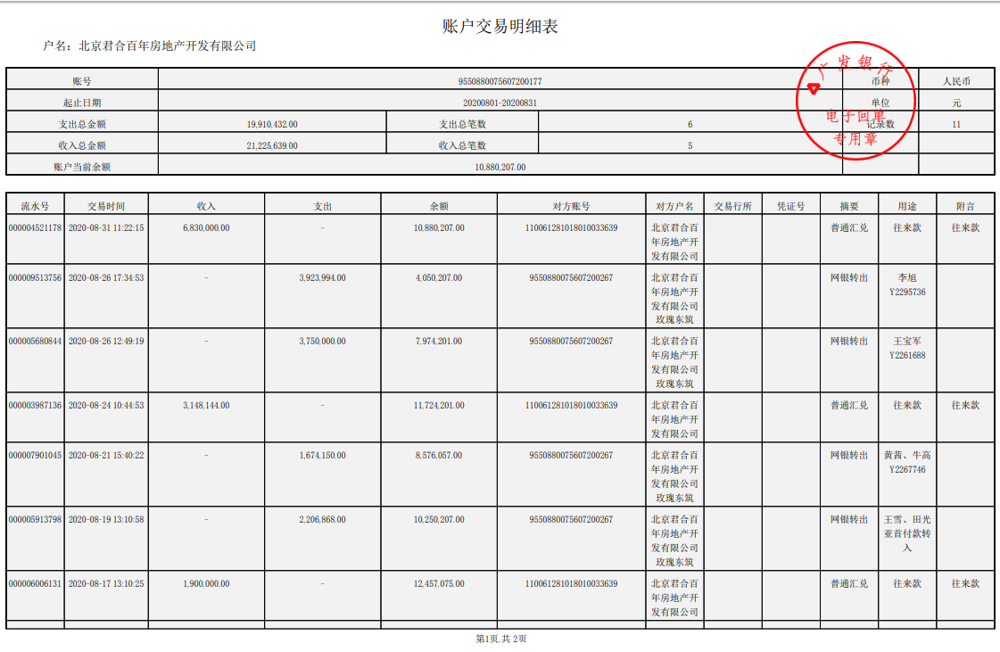 账户交易明细表
户名：北京君合百年房地产开发有限公司
账号 9550880075607200177 币种 人民币
起止日期 20200801-20200831 单位 元
支出总金额 19,910,432.00 支出总笔数 6 记录数 11
收入总金额 21,225,639.00 收入总笔数 5
账户当前余额 10,880,207.00
广发银行
电子回单
专用章
流水号 交易时间 收入 支出 余额 对方账号 对方户名 交易行所 凭证号 摘要 用途 附言
000004521178 2020-08-31 11:22:15 6,830,000.00 - 10,880,207.00 110061281018010033639 北京君合百 普通汇兑 往来款 往来款
年房地产开
发有限公司
000009513756 2020-08-26 17:34:53 - 3,923,994.00 4,050,207.00 9550880075607200267 北京君合百 网银转出 李旭
年房地产开 Y2295736
发有限公司
玫瑰东筑
000005680844 2020-08-26 12:49:19 - 3,750,000.00 7,974,201.00 9550880075607200267 北京君合百 网银转出 王宝军
年房地产开 Y2261688
发有限公司
玫瑰东筑
000003987136 2020-08-24 10:44:53 3,148,144.00 - 11,724,201.00 110061281018010033639 北京君合百 普通汇兑 往来款 往来款
年房地产开
发有限公司
000007901045 2020-08-21 15:40:22 - 1,674,150.00 8,576,057.00 9550880075607200267 北京君合百 网银转出 黄茜、牛高
年房地产开 Y2267746
发有限公司
玫瑰东筑
000005913798 2020-08-19 13:10:58 - 2,206,868.00 10,250,207.00 9550880075607200267 北京君合百 网银转出 王雪、田光
年房地产开 亚首付款转
发有限公司 入
玫瑰东筑
000006006131 2020-08-17 13:10:25 1,900,000.00 - 12,457,075.00 110061281018010033639 北京君合百 普通汇兑 往来款 往来款
年房地产开
发有限公司
第1页,共 2页